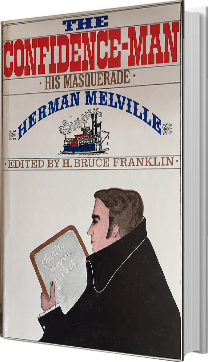 THE
CONFIDENCE-MAN
· HIS MASQUERADE ·
HERMAN MELVILLE
· EDITED BY H. BRUCE FRANKLIN ·